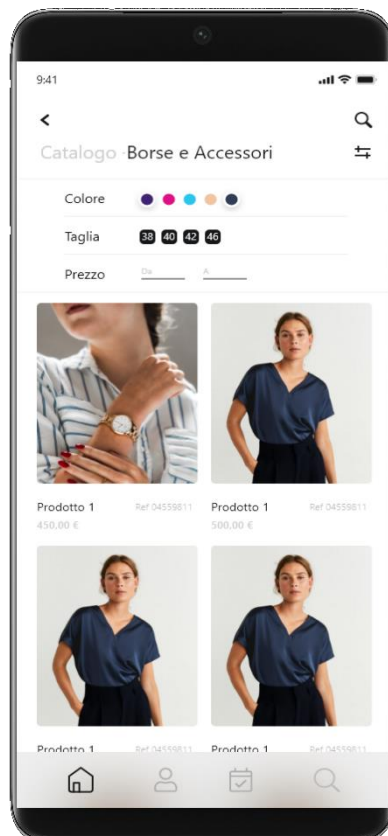 9:41
Catalogo · Borse e Accessori
Colore
Taglia 38 40 42 46
Prezzo Da A
Prodotto 1 Ref 04559811
450,00 €
Prodotto 1 Ref 04559811
500,00 €
Prodotto 1 Ref 04559811
Prodotto 1 Ref 04559811